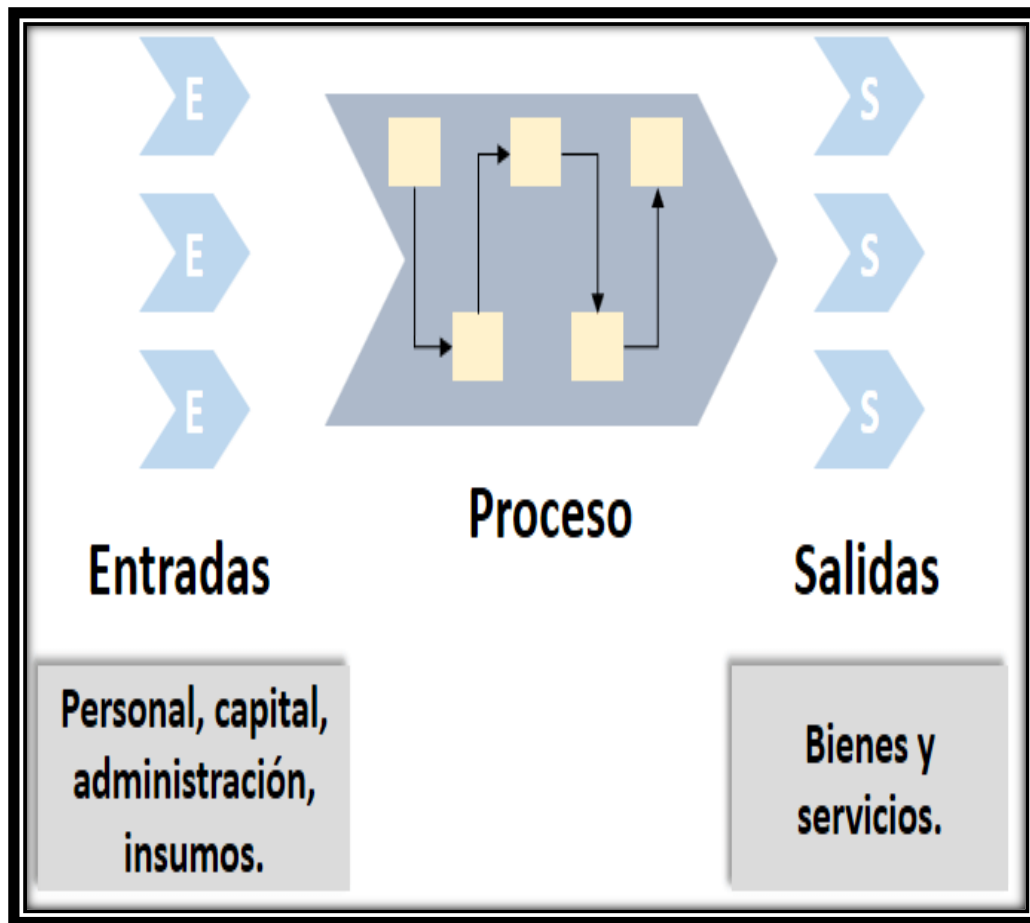 E
S
E
S
E
S
Proceso
Entradas
Salidas
Personal, capital,
administración,
insumos.
Bienes y
servicios.